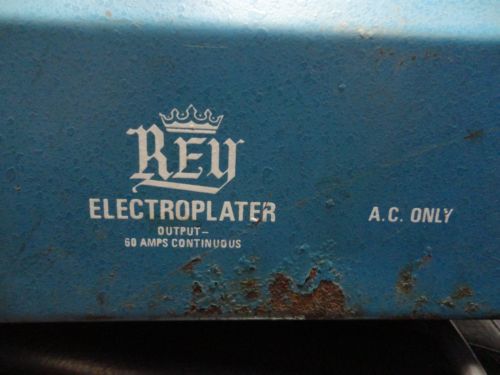 REY
ELECTROPLATER
OUTPUT-
60 AMPS CONTINUOUS
A.C. ONLY